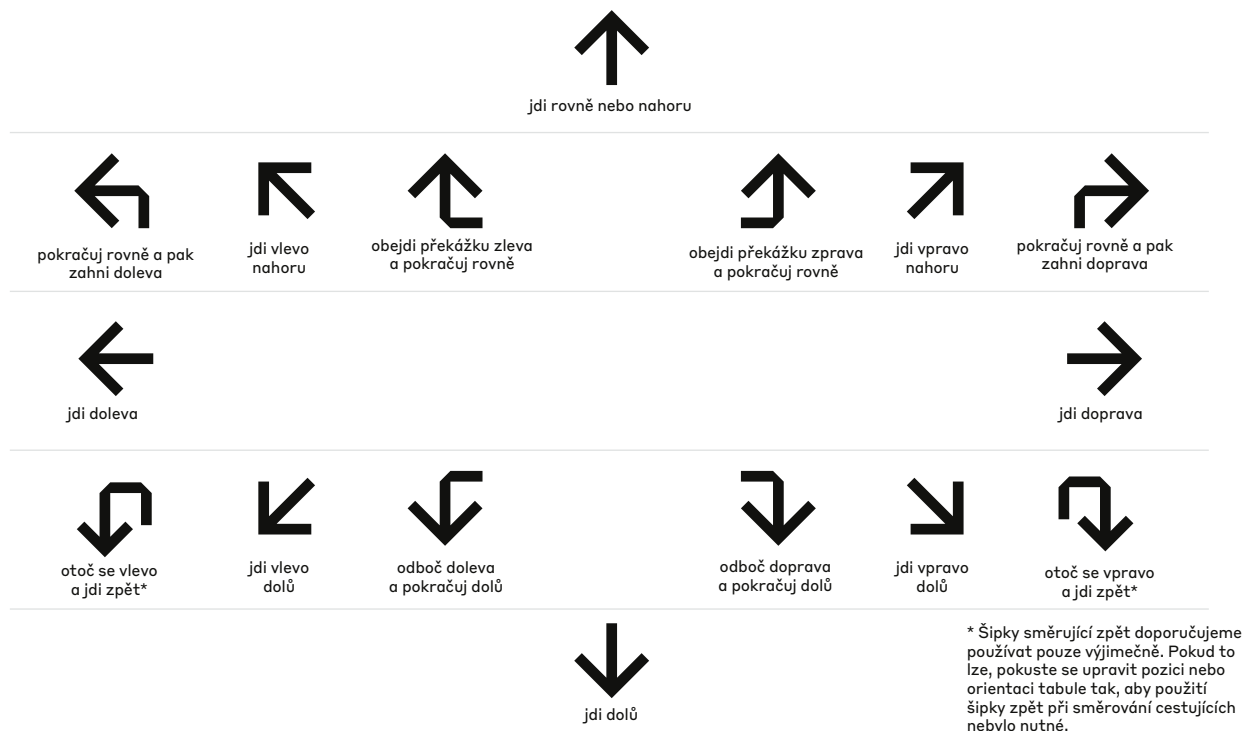 jdi rovně nebo nahoru
pokračuj rovně a pak
zahni doleva
jdi vlevo
nahoru
obejdi překážku zleva
a pokračuj rovně
obejdi překážku zprava
a pokračuj rovně
jdi vpravo
nahoru
pokračuj rovně a pak
zahni doprava
jdi doleva
jdi doprava
otoč se vlevo
a jdi zpět*
jdi vlevo
dolů
odboč doleva
a pokračuj dolů
odboč doprava
a pokračuj dolů
jdi vpravo
dolů
otoč se vpravo
a jdi zpět*
jdi dolů
* Šipky směrující zpět doporučujeme
používat pouze výjimečně. Pokud to
lze, pokuste se upravit pozici nebo
orientaci tabule tak, aby použití
šipky zpět při směrování cestujících
nebylo nutné.